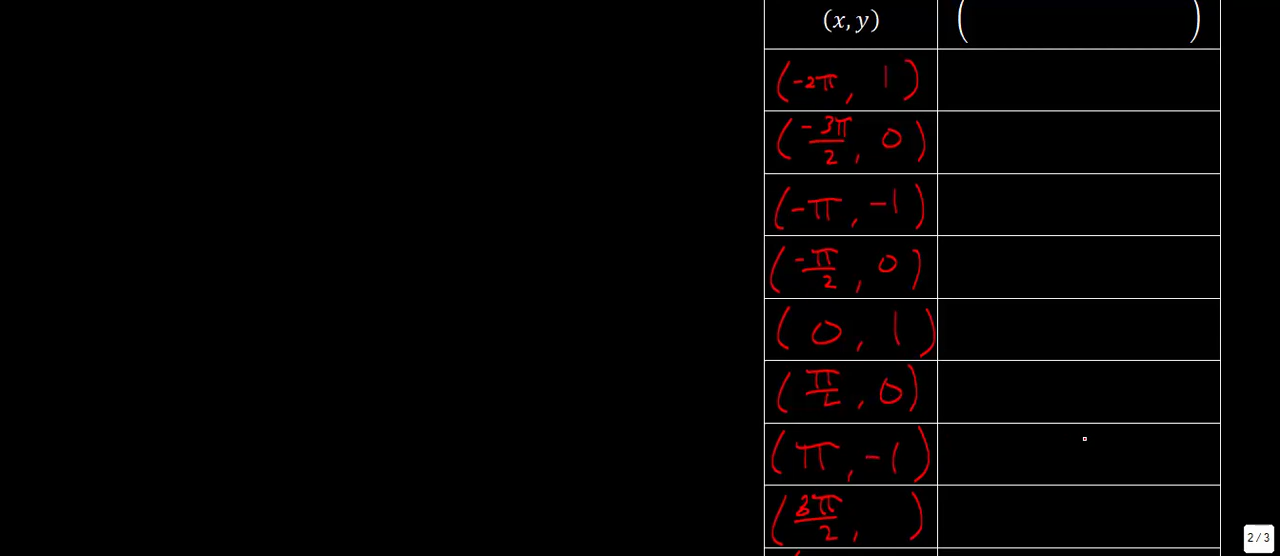 (x, y) ( )
(-2π, 1)
(-3π/2, 0)
(-π, -1)
(-π/2, 0)
(0, 1)
(π/2, 0)
(π, -1)
(3π/2, )
2 / 3